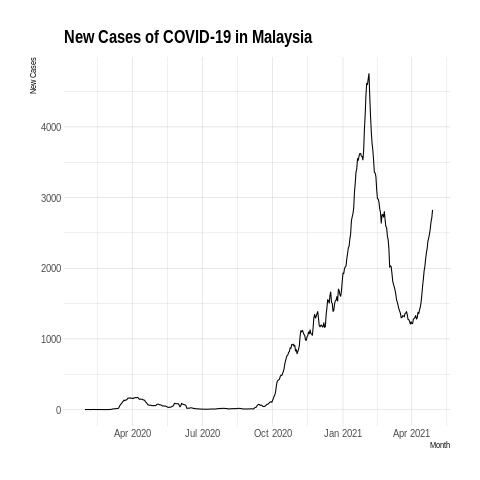 New Cases of COVID-19 in Malaysia
New Cases
4000
3000
2000
1000
0
Apr 2020 Jul 2020 Oct 2020 Jan 2021 Apr 2021
Month